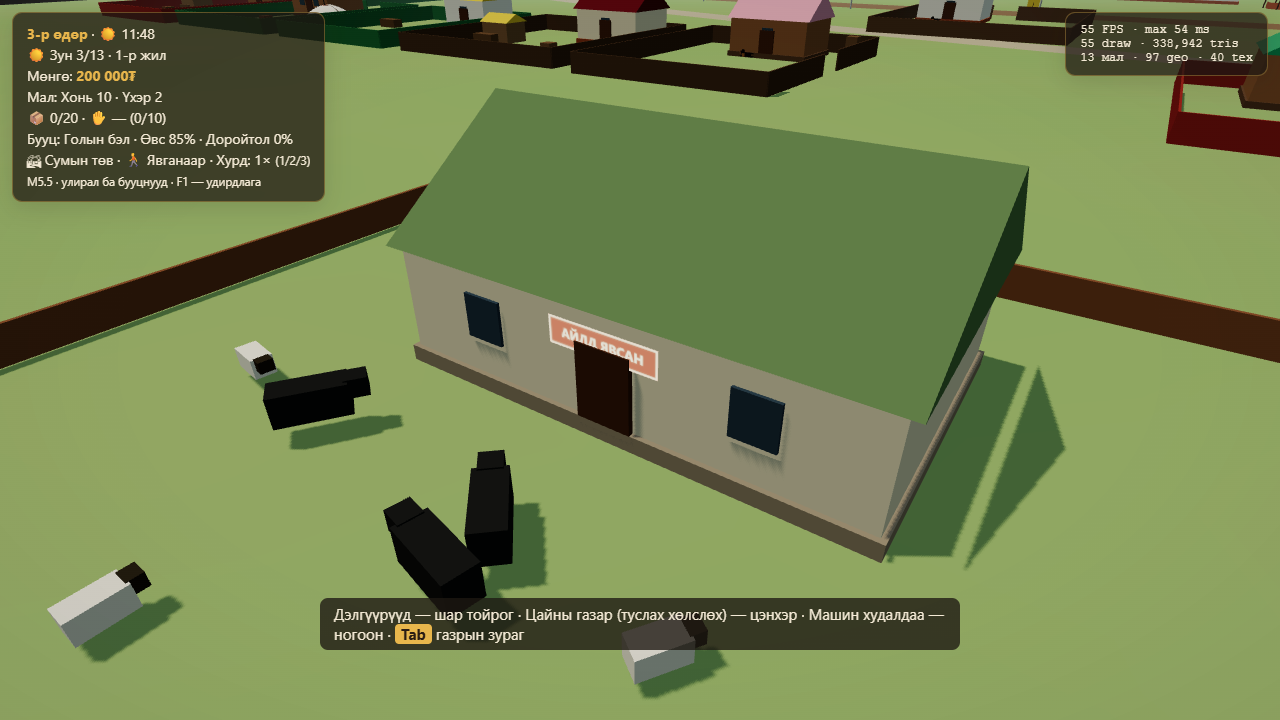 3-р өдөр · 11:48
Зун 3/13 · 1-р жил
Мөнгө: 200 000₮
Мал: Хонь 10 · Үхэр 2
0/20 · — (0/10)
Бууц: Голын бэл · Өвс 85% · Доройтол 0%
Сумын төв · Явганаар · Хурд: 1× (1/2/3)
M5.5 · улирал ба бууцнууд · F1 — удирдлага
55 FPS · max 54 ms
55 draw · 338,942 tris
13 мал · 97 geo · 40 tex
АЙЛД ЯВСАН
Дэлгүүрүүд — шар тойрог · Цайны газар (туслах хөлслөх) — цэнхэр · Машин худалдаа —
ногоон · Tab газрын зураг